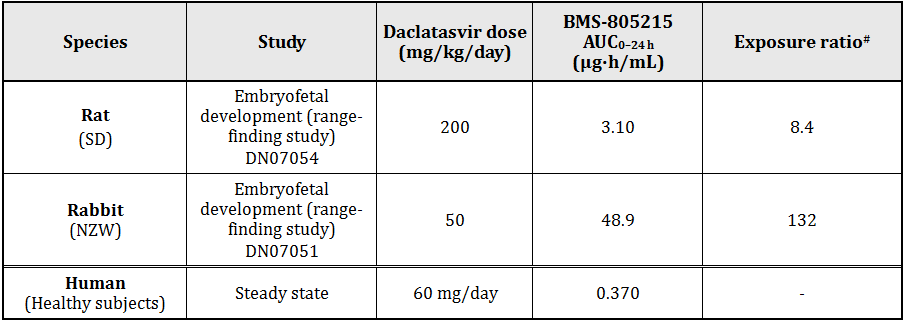 Species
Study
Daclatasvir dose
(mg/kg/day)
BMS-805215
AUC₀₋₂₄ ₕ
(µg·h/mL)
Exposure ratio#
Rat
(SD)
Embryofetal
development (range-
finding study)
DN07054
200
3.10
8.4
Rabbit
(NZW)
Embryofetal
development (range-
finding study)
DN07051
50
48.9
132
Human
(Healthy subjects)
Steady state
60 mg/day
0.370
-